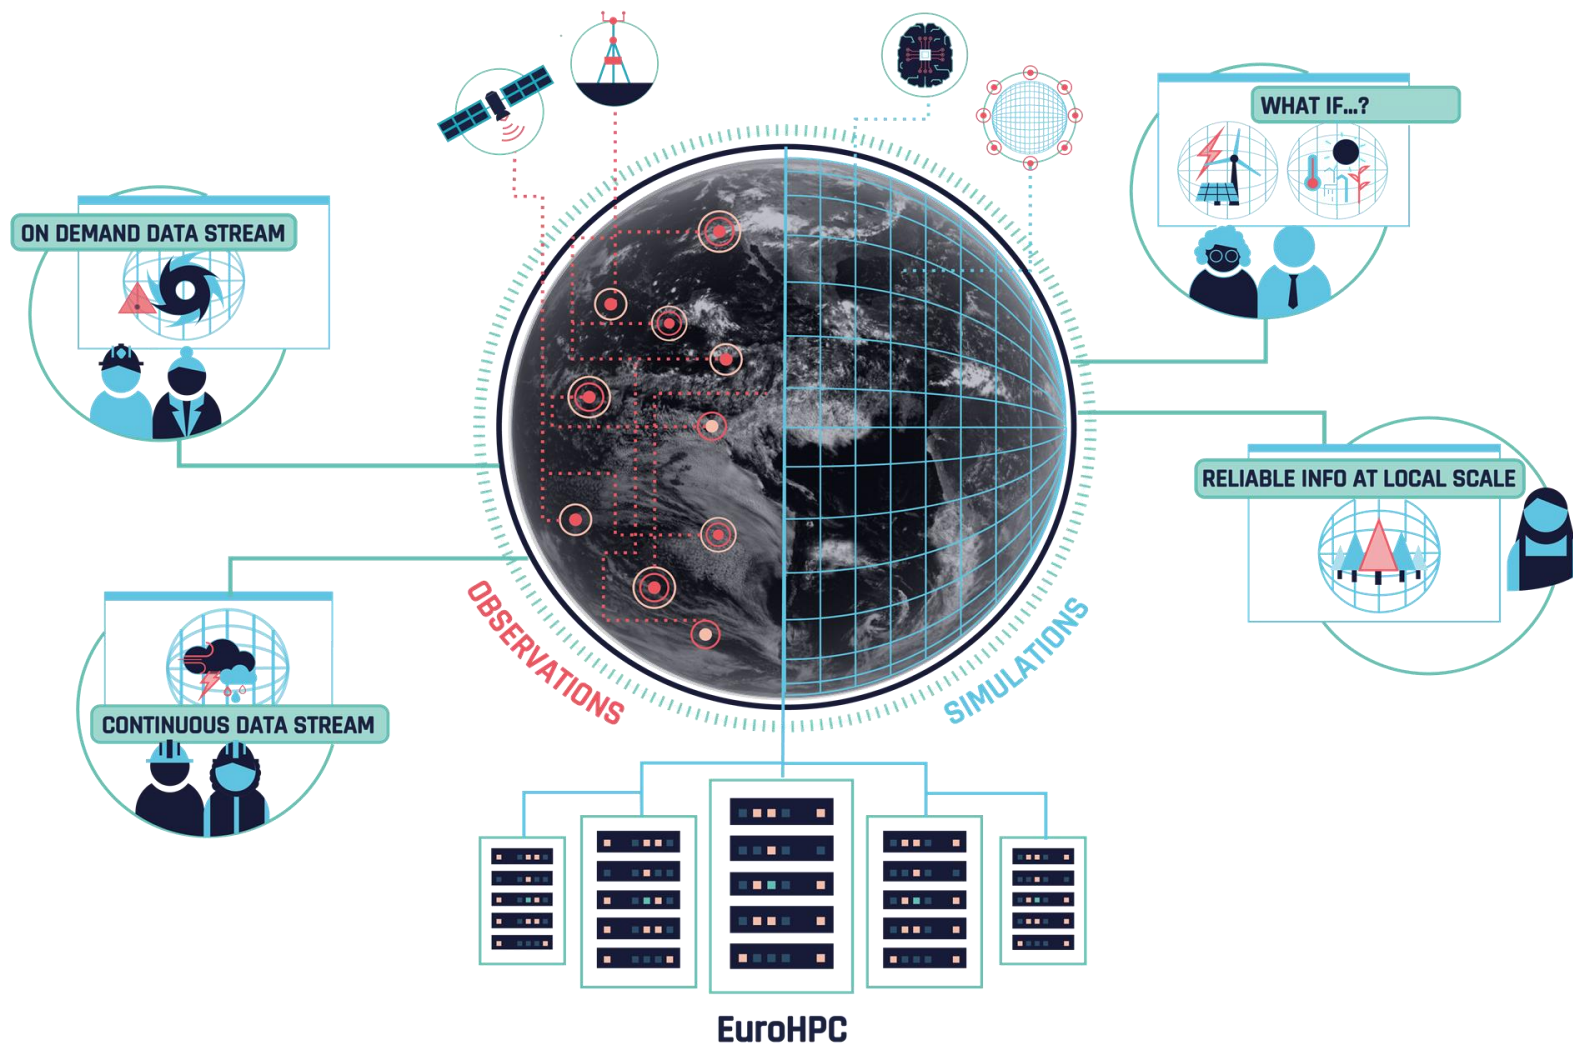 WHAT IF...?
ON DEMAND DATA STREAM
RELIABLE INFO AT LOCAL SCALE
OBSERVATIONS
SIMULATIONS
CONTINUOUS DATA STREAM
EuroHPC